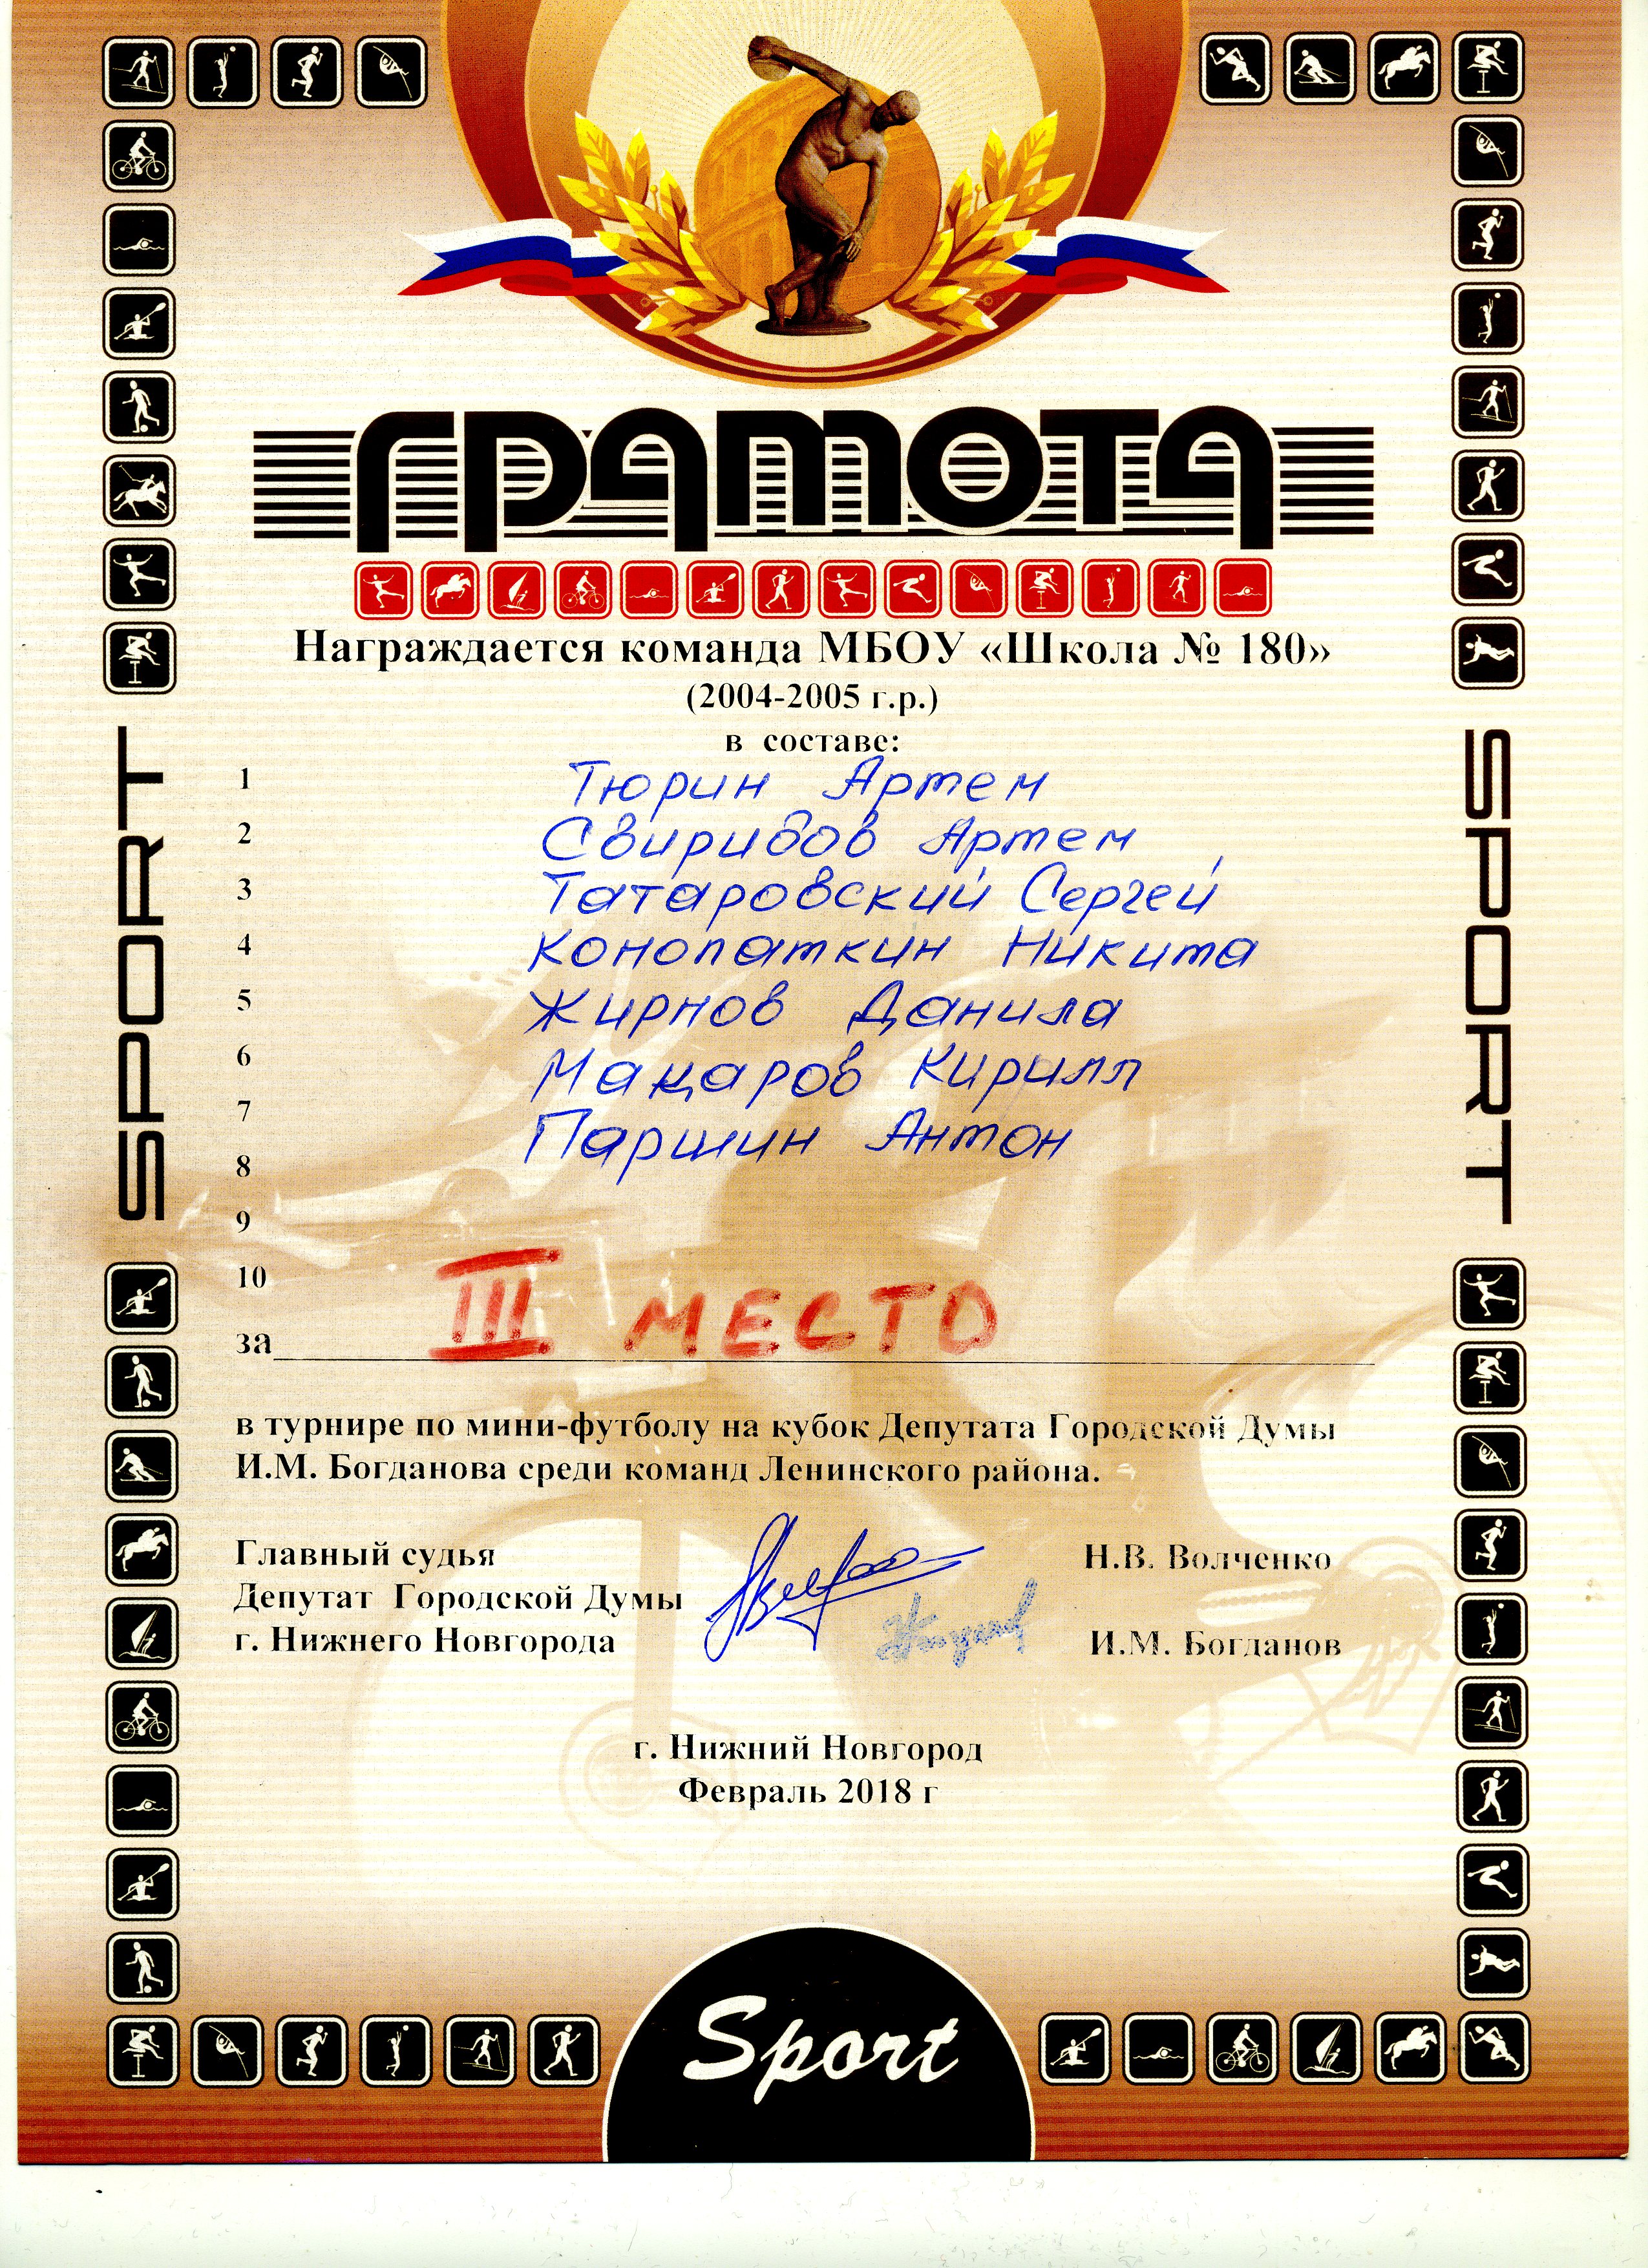 ГРАМОТА
Награждается команда МБОУ «Школа № 180»
(2004-2005 г.р.)
в составе:
1 Тюрин Артем
2 Свирибов Артем
3 Татаровский Сергей
4 Конопаткин Никита
5 Жирнов Данила
6 Макаров Кирилл
7 Паршин Антон
8
9
10
за III МЕСТО
в турнире по мини-футболу на кубок Депутата Городской Думы
И.М. Богданова среди команд Ленинского района.
Главный судья Н.В. Волченко
Депутат Городской Думы
г. Нижнего Новгорода И.М. Богданов
г. Нижний Новгород
Февраль 2018 г
SPORT
SPORT
Sport